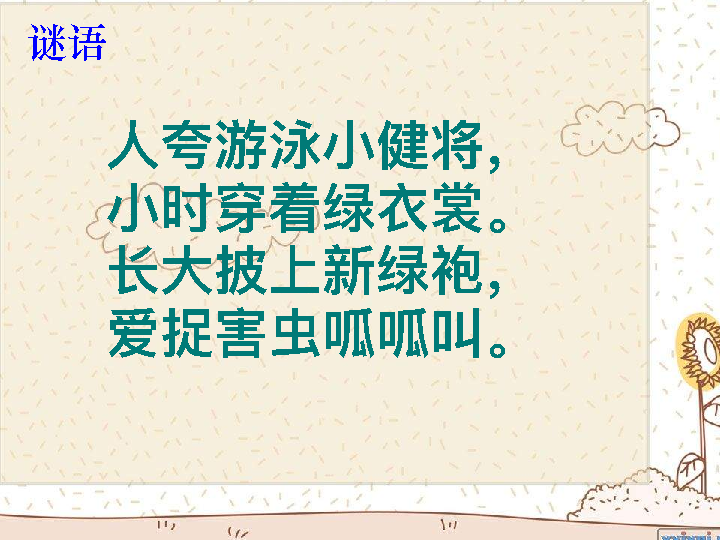 谜语
人夸游泳小健将，
小时穿着绿衣裳。
长大披上新绿袍，
爱捉害虫呱呱叫。